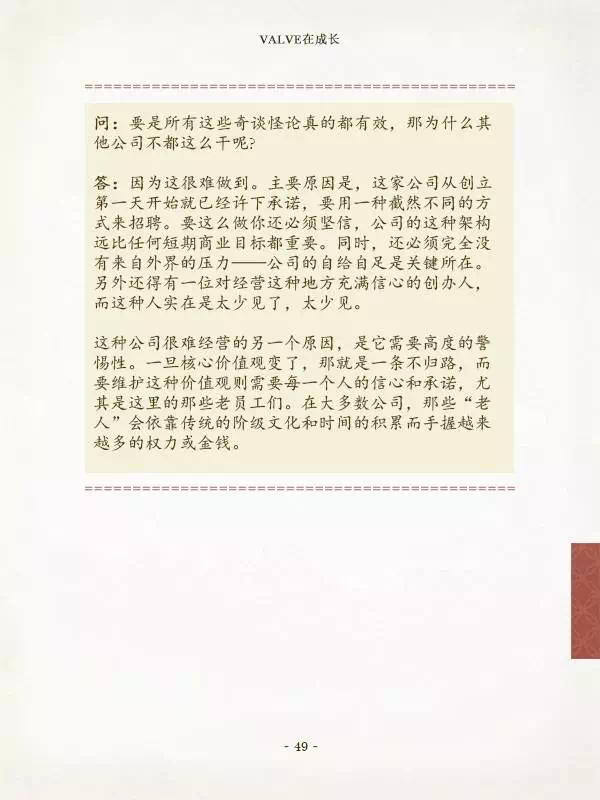 VALVE在成长
问：要是所有这些奇谈怪论真的都有效，那为什么其
他公司不都这么干呢?
答：因为这很难做到。主要原因是，这家公司从创立
第一天开始就已经许下承诺，要用一种截然不同的方
式来招聘。要这么做你还必须坚信，公司的这种架构
远比任何短期商业目标都重要。同时，还必须完全没
有来自外界的压力——公司的自给自足是关键所在。
另外还得有一位对经营这种地方充满信心的创办人，
而这种人实在是太少见了，太少见。
这种公司很难经营的另一个原因，是它需要高度的警
惕性。一旦核心价值观变了，那就是一条不归路，而
要维护这种价值观则需要每一个人的信心和承诺，尤
其是这里的那些老员工们。在大多数公司，那些“老
人”会依靠传统的阶级文化和时间的积累而手握越来
越多的权力或金钱。
- 49 -